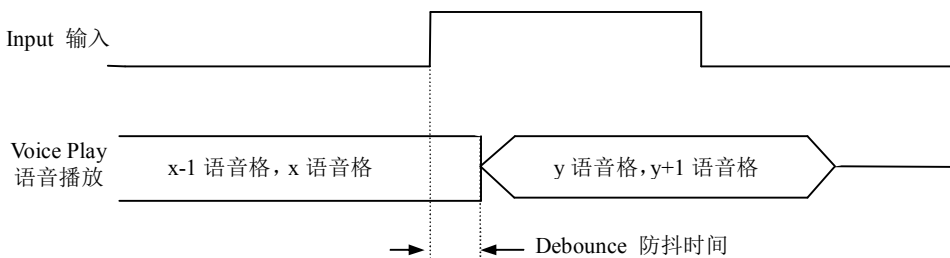 Input 输入
Voice Play
语音播放
x-1 语音格，x 语音格
y 语音格,y+1 语音格
Debounce 防抖时间